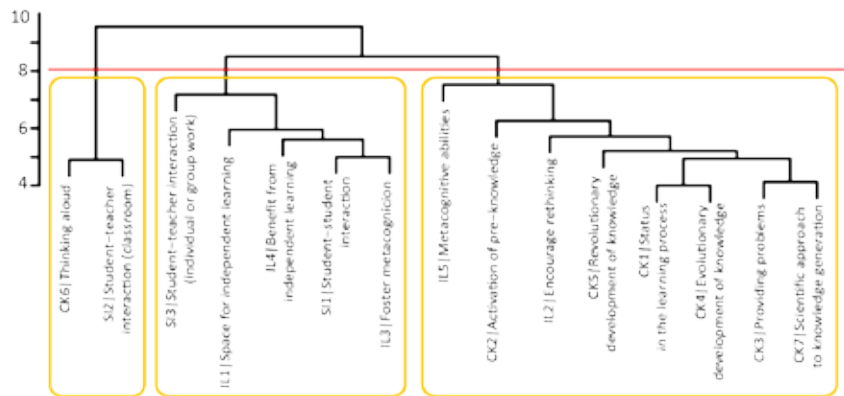 10
8
6
4
CK6|Thinking aloud
SI2|Student-teacher
interaction (classroom)
SI3|Student-teacher interaction
(individual or group work)
IL1|Space for independent learning
IL4|Benefit from
independent learning
SI1|Student-student
interaction
IL3|Foster metacognicion
IL5|Metacognitive abilities
CK2|Activation of pre-knowledge
IL2|Encourage rethinking
CK5|Revolutionary
development of knowledge
CK1|Status
in the learning process
CK4|Evolutionary
development of knowledge
CK3|Providing problems
CK7|Scientific approach
to knowledge generation